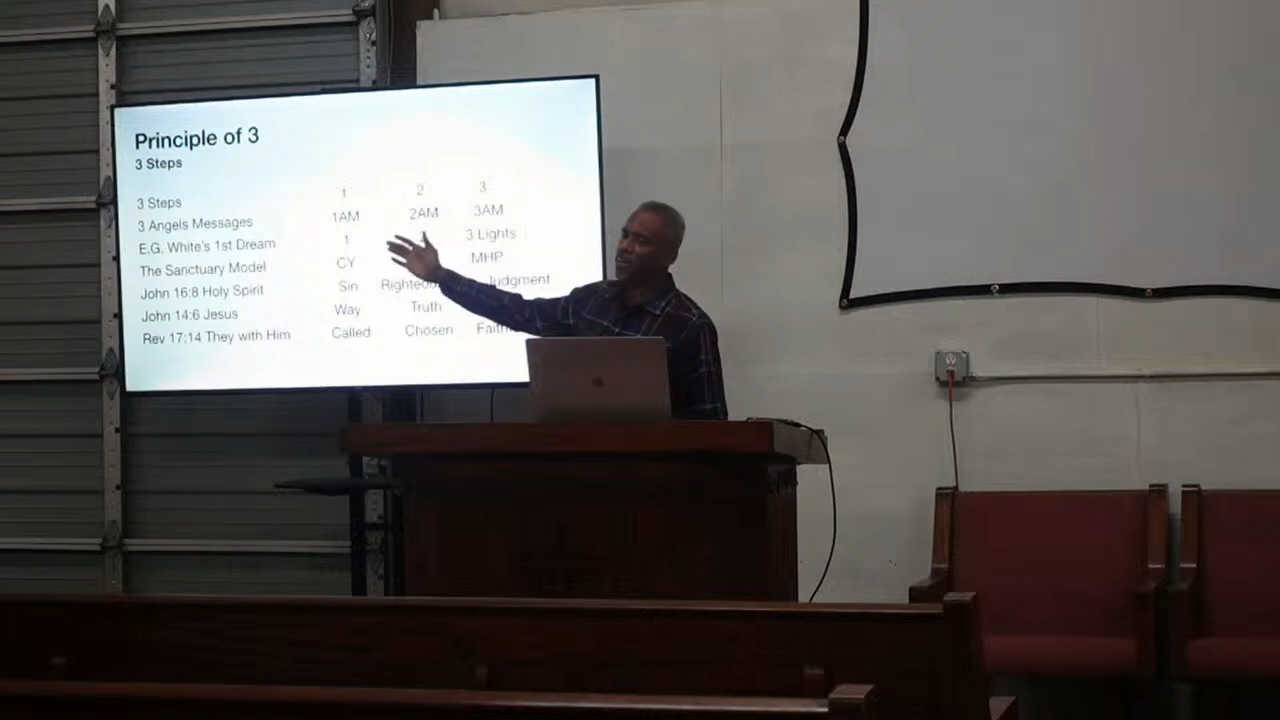 Principle of 3
3 Steps
3 Steps 1 2 3
3 Angels Messages 1AM 2AM 3AM
E.G. White's 1st Dream 1 3 Lights
The Sanctuary Model CY MHP
John 16:8 Holy Spirit Sin Judgment
John 14:6 Jesus Way Truth
Rev 17:14 They with Him Called Chosen